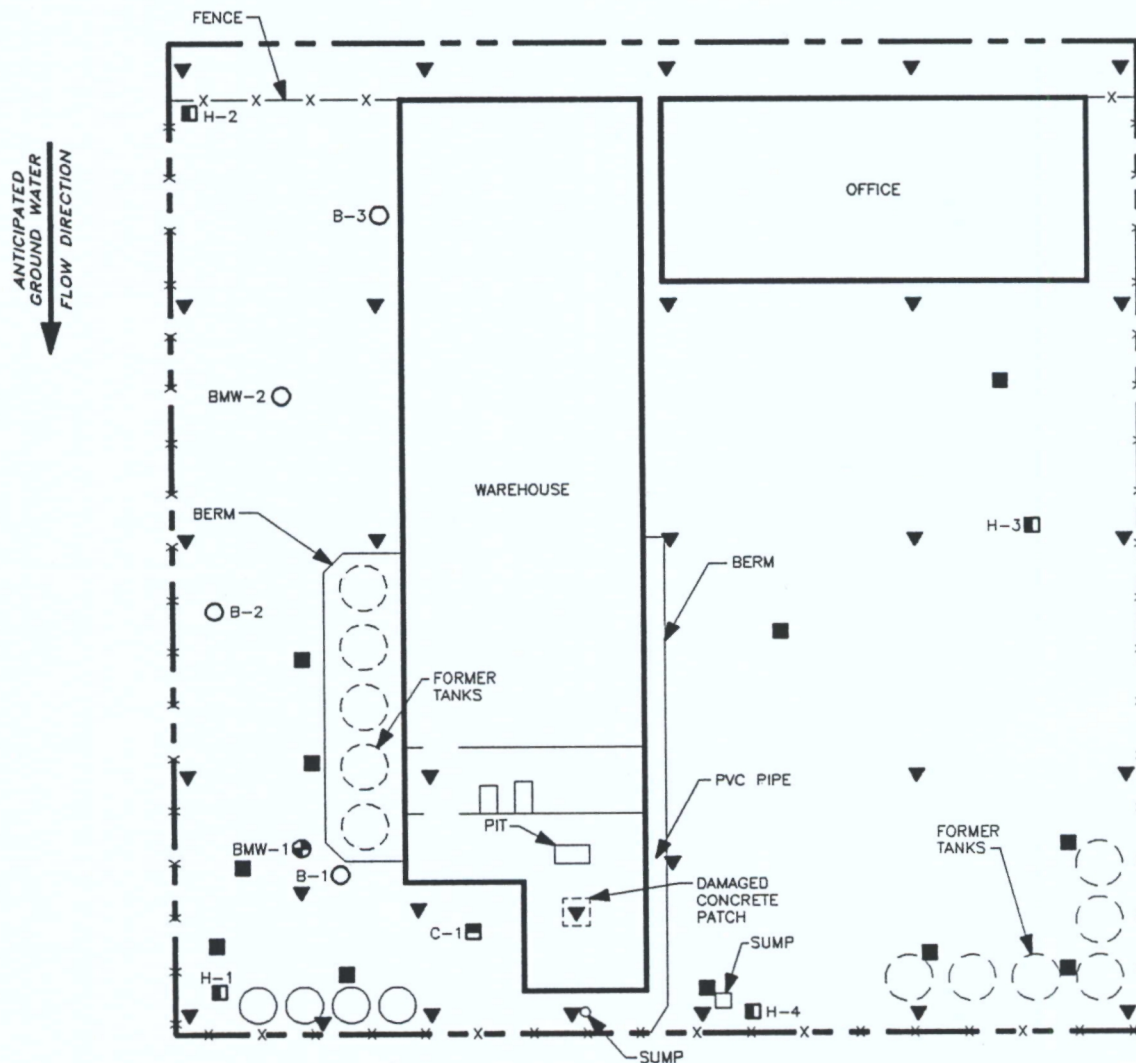 FENCE
H-2
ANTICIPATED
GROUND WATER
FLOW DIRECTION
B-3
OFFICE
BMW-2
WAREHOUSE
BERM
H-3
BERM
B-2
FORMER
TANKS
PVC PIPE
PIT
FORMER
TANKS
BMW-1
B-1
DAMAGED
CONCRETE
PATCH
C-1
SUMP
H-1
H-4
SUMP